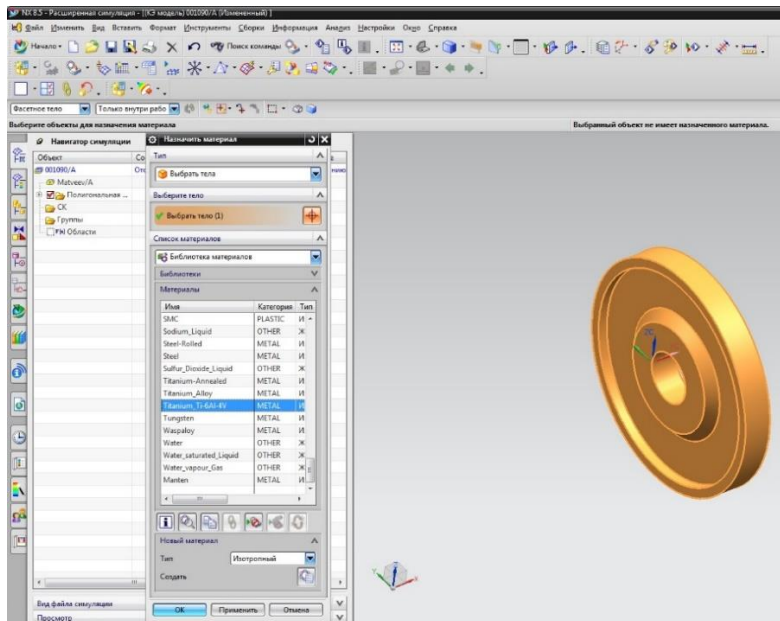 NX 8.5 - Расширенная симуляция - [(КЭ модель) 001090/A (Измененный) ]
Файл Изменить Вид Вставить Формат Инструменты Сборки Информация Анализ Настройки Окно Справка
Начало Поиск команды
Фасетное тело Только внутри рабо
Выберите объекты для назначения материала Выбранный объект не имеет назначенного материала.
Навигатор симуляции
Объект
001090/A
Matveev/A
Полигональная ...
СК
Группы
Области
Назначить материал
Тип
Выбрать тела
Выберите тело
Выбрать тело (1)
Список материалов
Библиотека материалов
Библиотеки
Материалы
Имя Категория Тип
SMC PLASTIC И
Sodium_Liquid OTHER Ж
Steel-Rolled METAL И
Steel METAL И
Sulfur_Dioxide_Liquid OTHER Ж
Titanium-Annealed METAL И
Titanium_Alloy METAL И
Titanium_Ti-6Al-4V METAL И
Tungsten METAL И
Waspaloy METAL И
Water OTHER Ж
Water_saturated_Liquid OTHER Ж
Water_vapour_Gas OTHER Ж
Manten METAL И
Новый материал
Тип Изотропный
Создать
ОК Применить Отмена
Вид файла симуляции
Просмотр
ZC